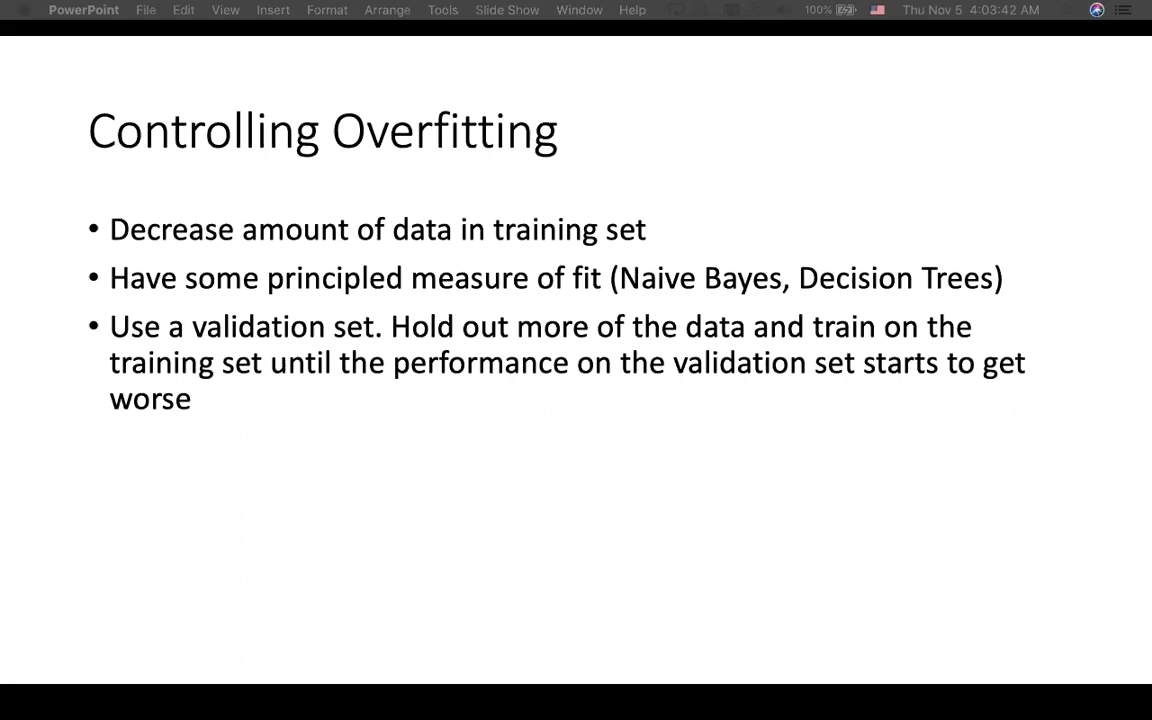 PowerPoint File Edit View Insert Format Arrange Tools Slide Show Window Help 100% Thu Nov 5 4:03:42 AM
Controlling Overfitting
• Decrease amount of data in training set
• Have some principled measure of fit (Naive Bayes, Decision Trees)
• Use a validation set. Hold out more of the data and train on the
training set until the performance on the validation set starts to get
worse